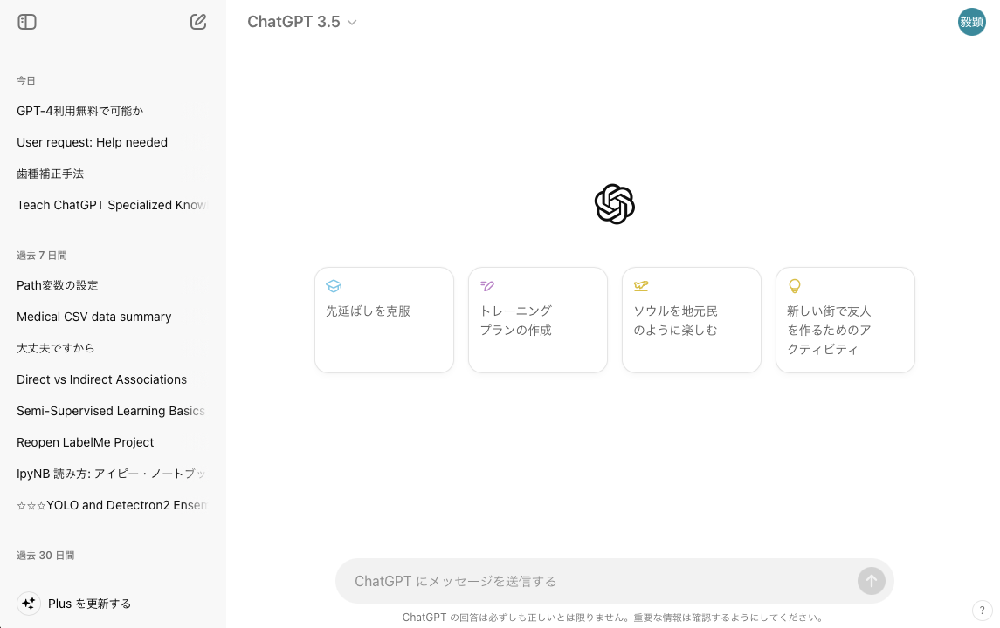 ChatGPT 3.5
毅顕
今日
GPT-4利用無料で可能か
User request: Help needed
歯種補正手法
Teach ChatGPT Specialized Know
過去 7 日間
Path変数の設定
Medical CSV data summary
大丈夫ですから
Direct vs Indirect Associations
Semi-Supervised Learning Basics
Reopen LabelMe Project
IpyNB 読み方: アイピー・ノートブッ
☆☆☆YOLO and Detectron2 Ensem
過去 30 日間
Plus を更新する
先延ばしを克服
トレーニング
プランの作成
ソウルを地元民
のように楽しむ
新しい街で友人
を作るためのア
クティビティ
ChatGPT にメッセージを送信する
ChatGPT の回答は必ずしも正しいとは限りません。重要な情報は確認するようにしてください。
?